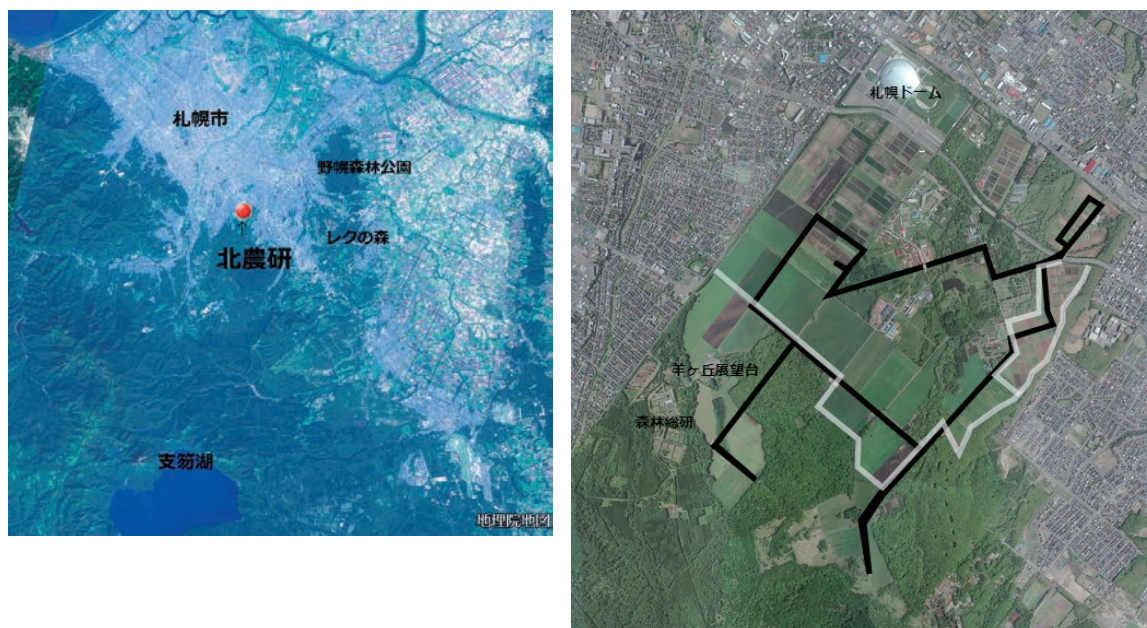 札幌市
野幌森林公園
レクの森
北農研
支笏湖
地理院地図
札幌ドーム
羊ヶ丘展望台
森林総研